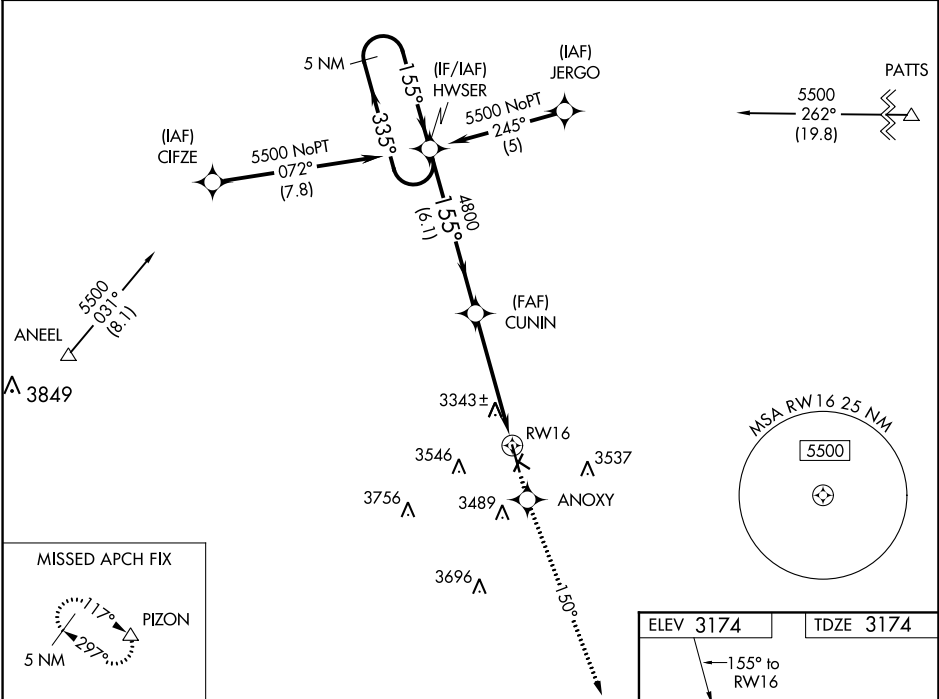 5 NM
155°
335°
(IF/IAF)
HWSER
(IAF)
JERGO
5500 NoPT
245°
(5)
PATTS
5500
262°
(19.8)
(IAF)
CIFZE
5500 NoPT
072°
(7.8)
4800
155°
(6.1)
5500
031°
(8.1)
ANEEL
3849
(FAF)
CUNIN
3343±
RW16
3546
3537
3756
3489
ANOXY
3696
150°
MSA RW16 25 NM
5500
MISSED APCH FIX
117°
297°
PIZON
5 NM
ELEV 3174
TDZE 3174
155° to
RW16